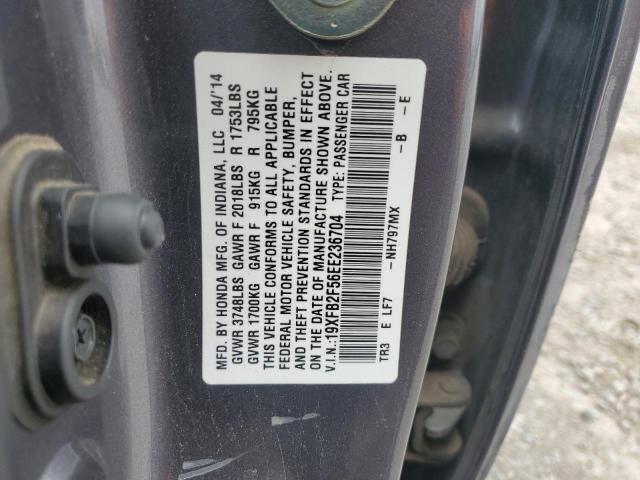 MFD. BY HONDA MFG. OF INDIANA, LLC 04/'14
GVWR 3748LBS GAWR F 2018LBS R 1753LBS
GVWR 1700KG GAWR F 915KG R 795KG
THIS VEHICLE CONFORMS TO ALL APPLICABLE
FEDERAL MOTOR VEHICLE SAFETY, BUMPER,
AND THEFT PREVENTION STANDARDS IN EFFECT
ON THE DATE OF MANUFACTURE SHOWN ABOVE.
V.I.N.:19XFB2F56EE236704 TYPE: PASSENGER CAR
TR3 E LF7 -NH797MX -B -E